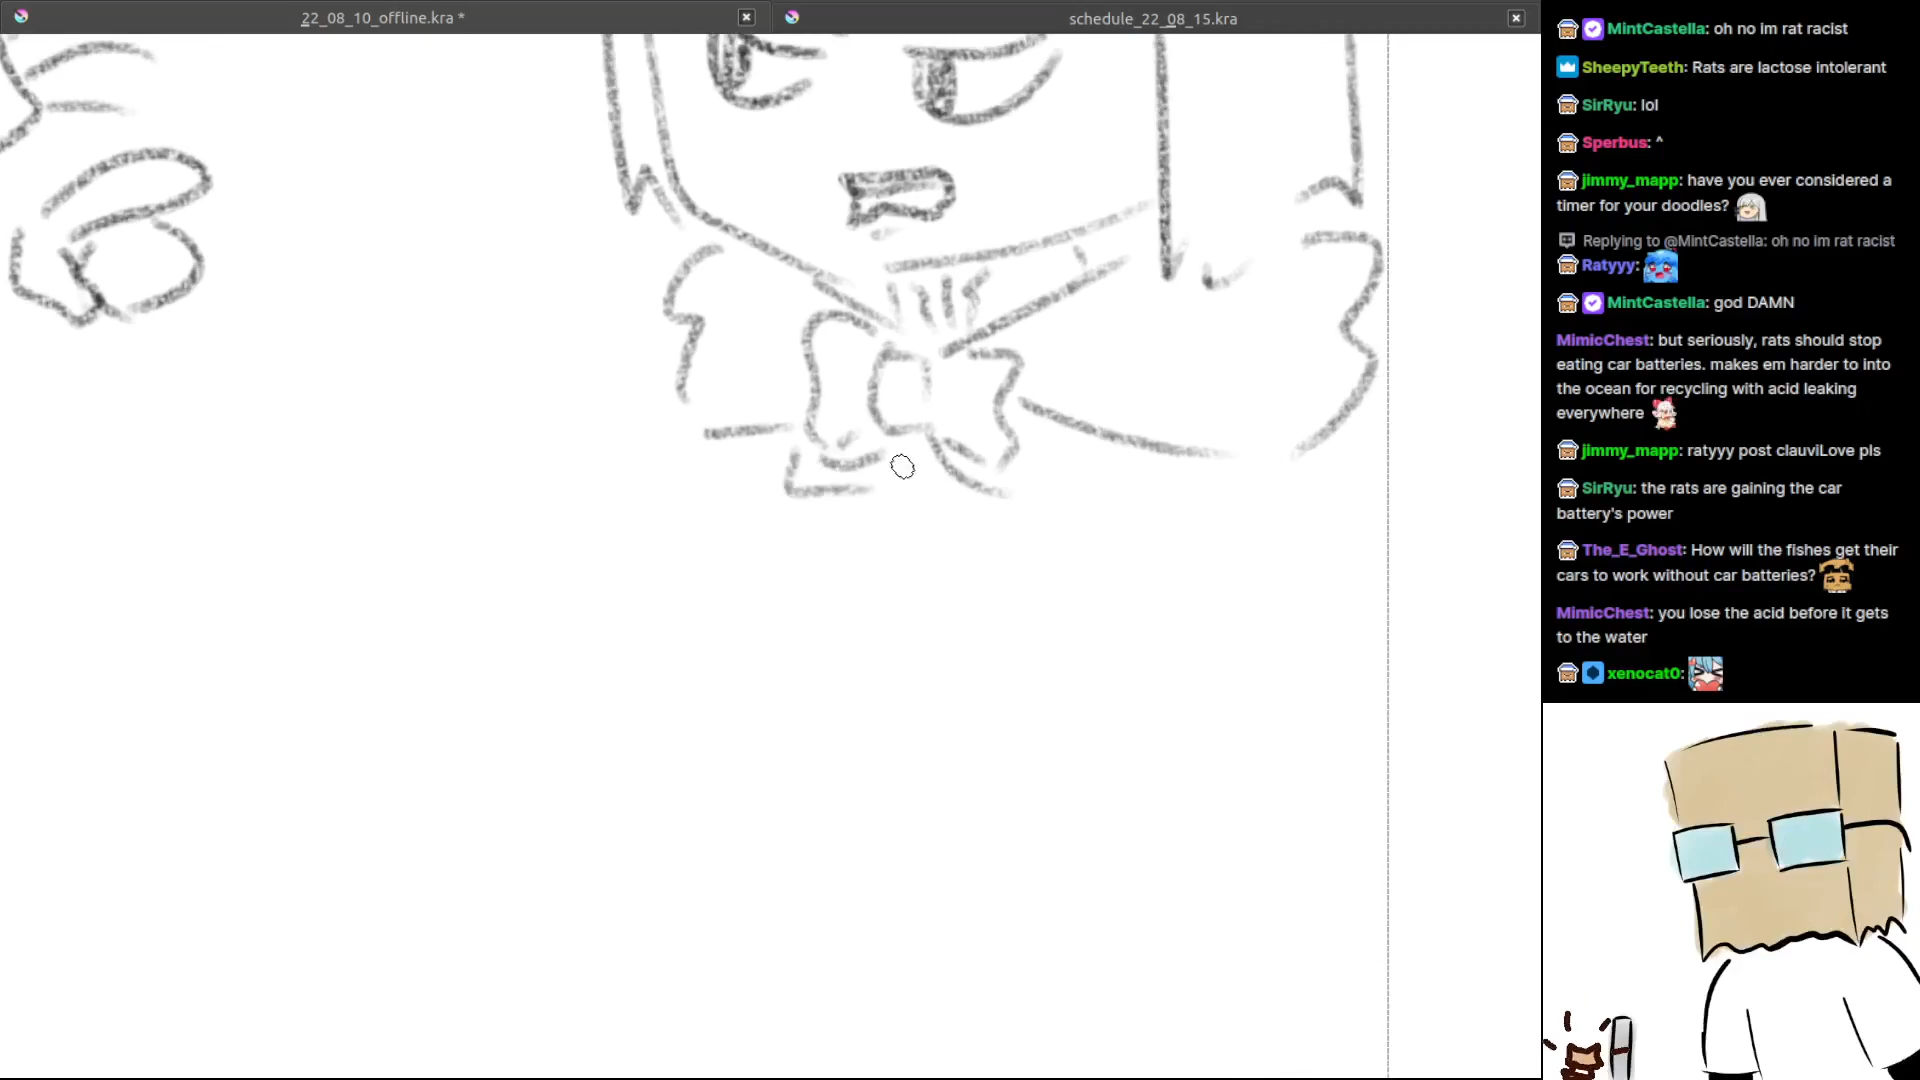 22_08_10_offline.kra *
schedule_22_08_15.kra
MintCastella: oh no im rat racist
SheepyTeeth: Rats are lactose intolerant
SirRyu: lol
Sperbus: ^
jimmy_mapp: have you ever considered a
timer for your doodles?
Replying to @MintCastella: oh no im rat racist
Ratyyy:
MintCastella: god DAMN
MimicChest: but seriously, rats should stop
eating car batteries. makes em harder to into
the ocean for recycling with acid leaking
everywhere
jimmy_mapp: ratyyy post clauviLove pls
SirRyu: the rats are gaining the car
battery's power
The_E_Ghost: How will the fishes get their
cars to work without car batteries?
MimicChest: you lose the acid before it gets
to the water
xenocat0: